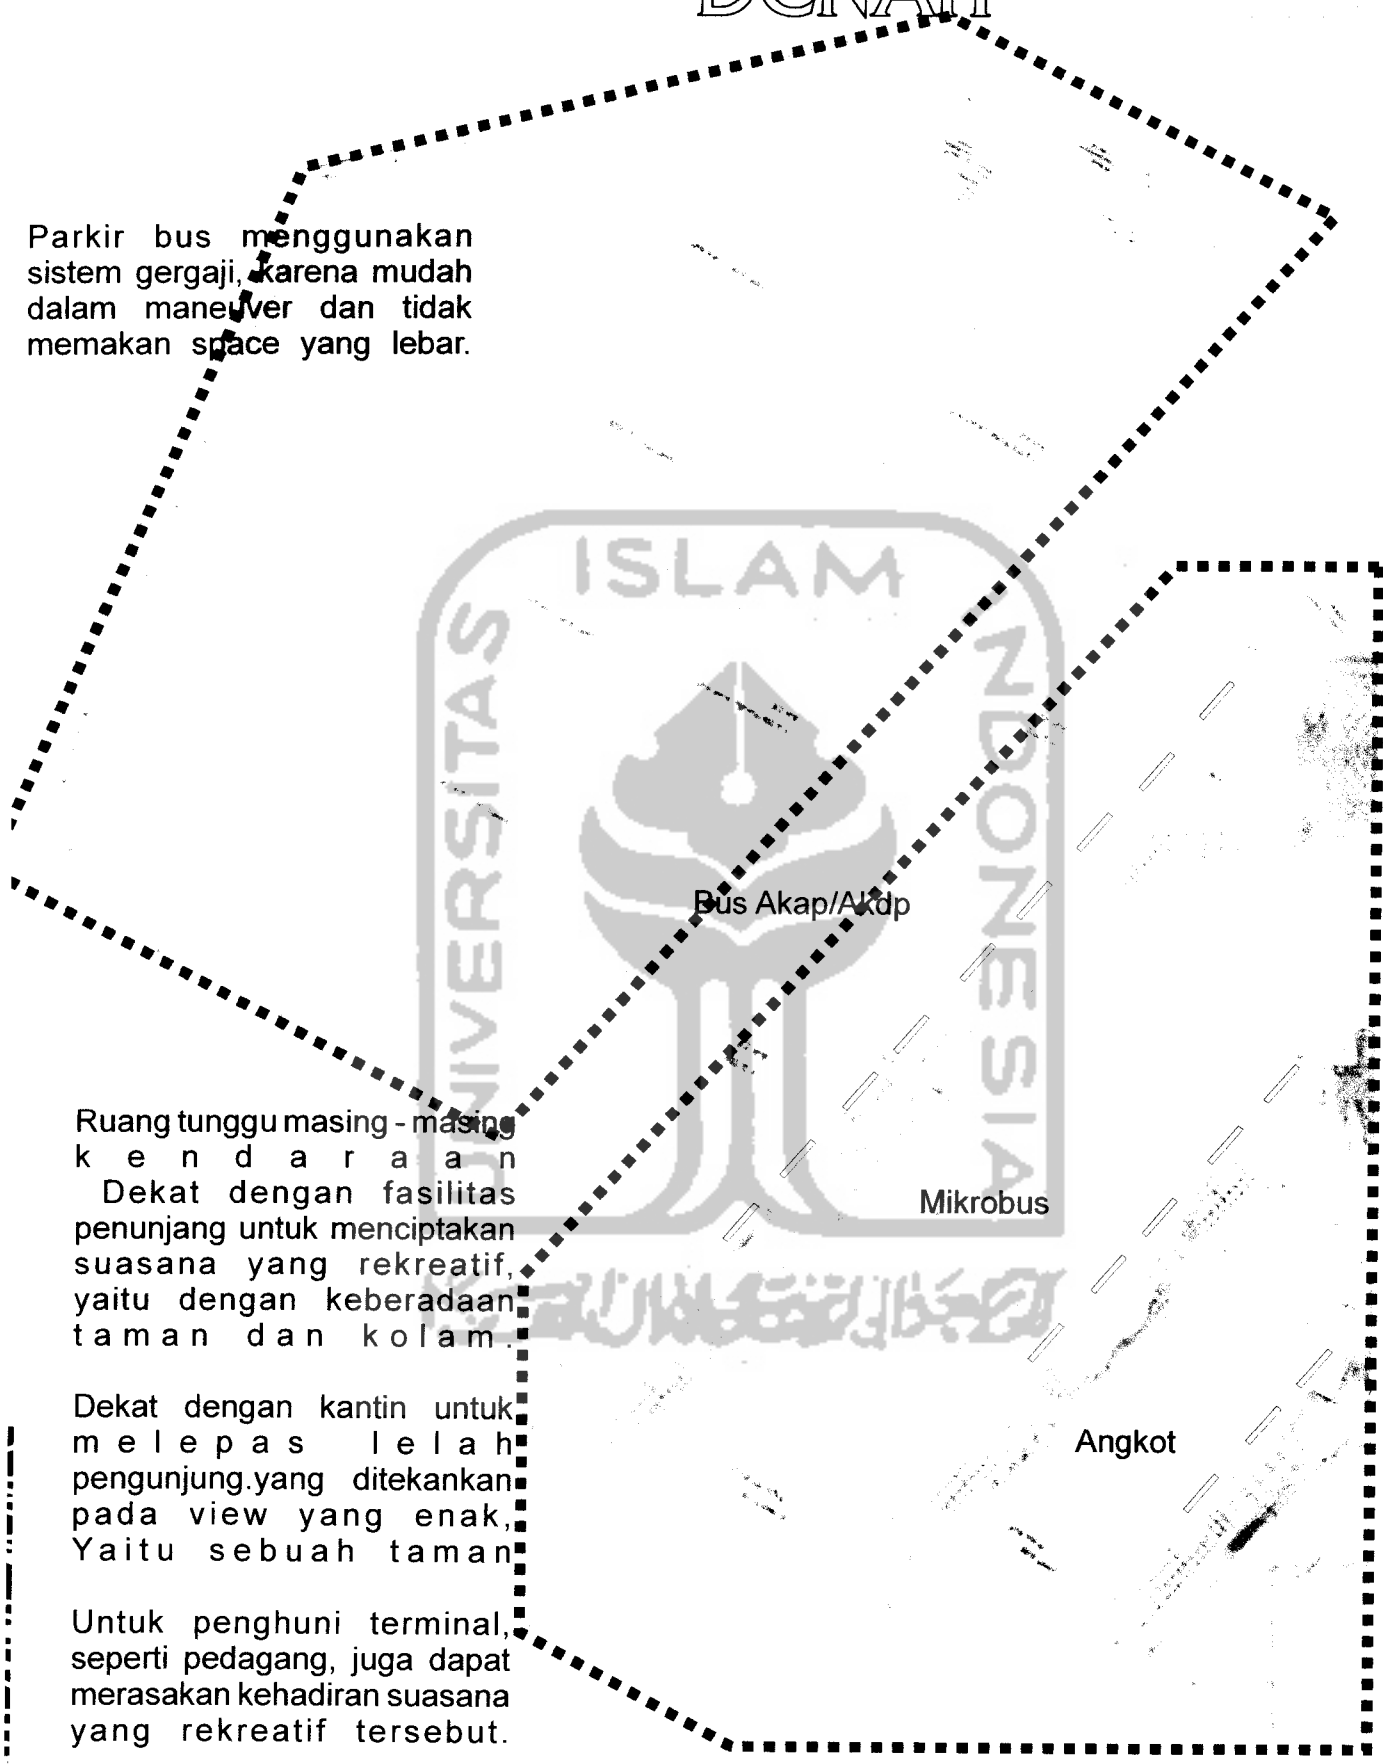 DENAH
Parkir bus menggunakan
sistem gergaji, karena mudah
dalam maneuver dan tidak
memakan space yang lebar.
ISLAM
UNIVERSITAS
INDONESIA
Bus Akap/Akdp
Ruang tunggu masing - masing
kendaraan
Dekat dengan fasilitas
penunjang untuk menciptakan
suasana yang rekreatif,
yaitu dengan keberadaan
taman dan kolam.
Mikrobus
Dekat dengan kantin untuk
melepas lelah
pengunjung.yang ditekankan
pada view yang enak,
Yaitu sebuah taman
Angkot
Untuk penghuni terminal,
seperti pedagang, juga dapat
merasakan kehadiran suasana
yang rekreatif tersebut.